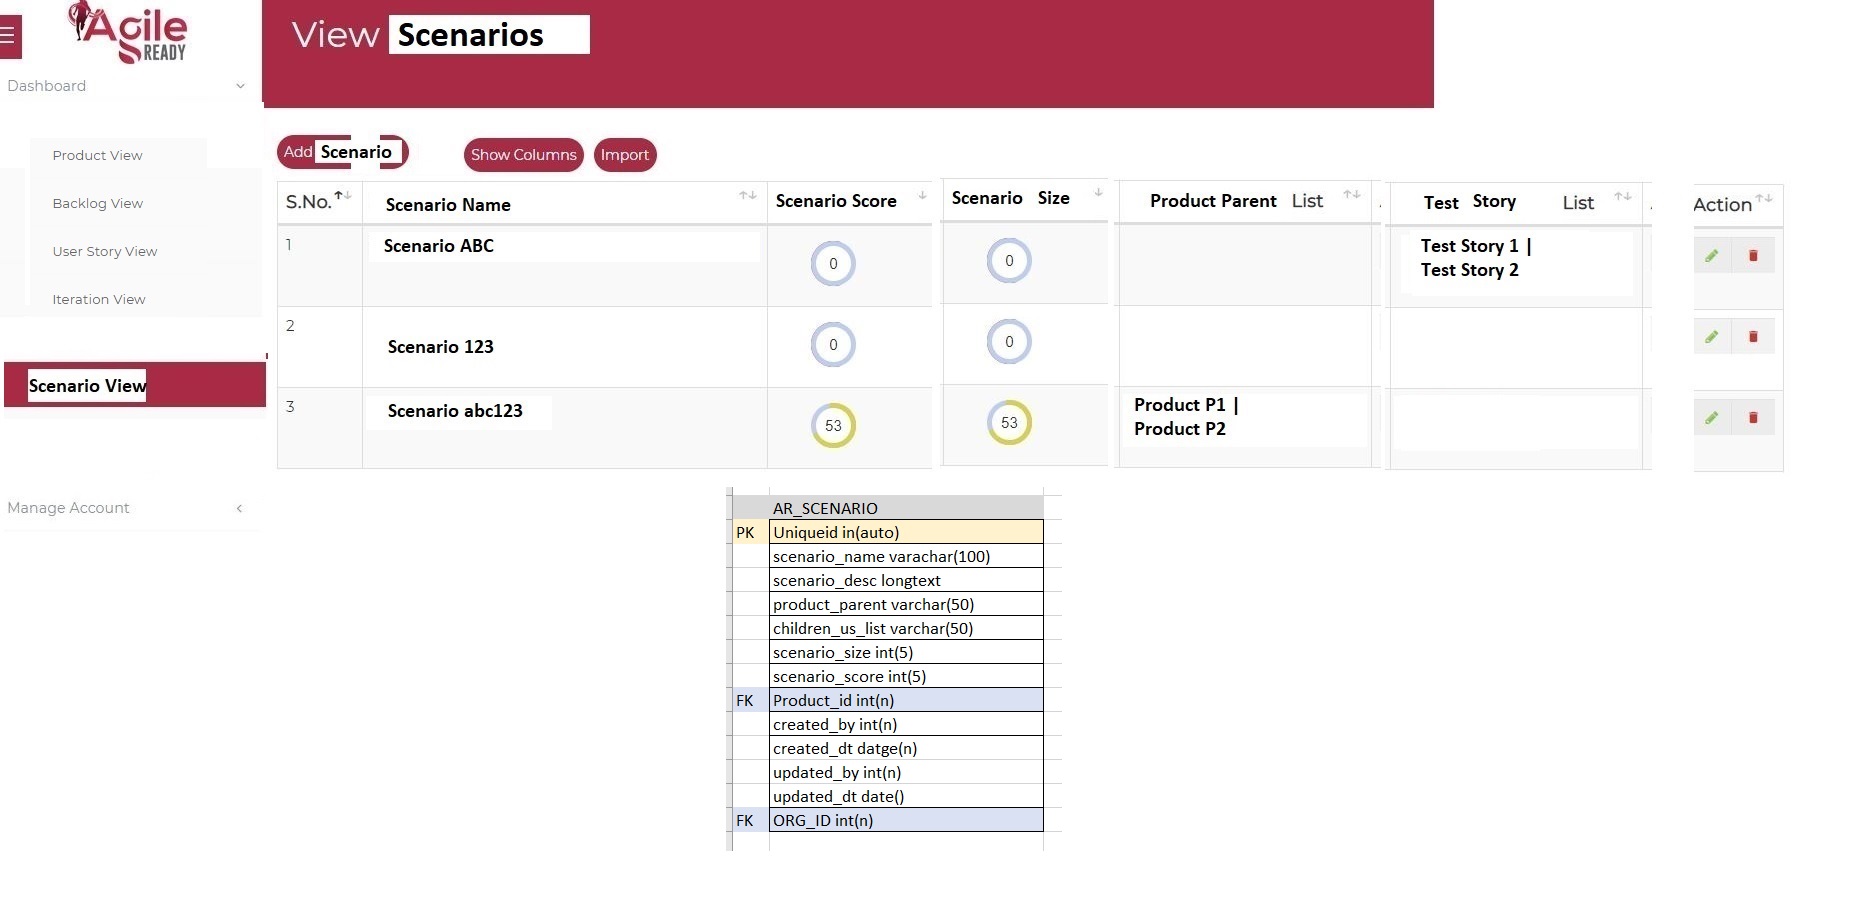 Agile
READY
View Scenarios
Dashboard
Product View
Backlog View
User Story View
Iteration View
Scenario View
Manage Account
Add Scenario
Show Columns
Import
S.No. Scenario Name Scenario Score Scenario Size Product Parent List Test Story List Action
1 Scenario ABC 0 0 Test Story 1 |
Test Story 2
2 Scenario 123 0 0
3 Scenario abc123 53 53 Product P1 |
Product P2
AR_SCENARIO
PK Uniqueid in(auto)
scenario_name varachar(100)
scenario_desc longtext
product_parent varchar(50)
children_us_list varchar(50)
scenario_size int(5)
scenario_score int(5)
FK Product_id int(n)
created_by int(n)
created_dt datge(n)
updated_by int(n)
updated_dt date()
FK ORG_ID int(n)